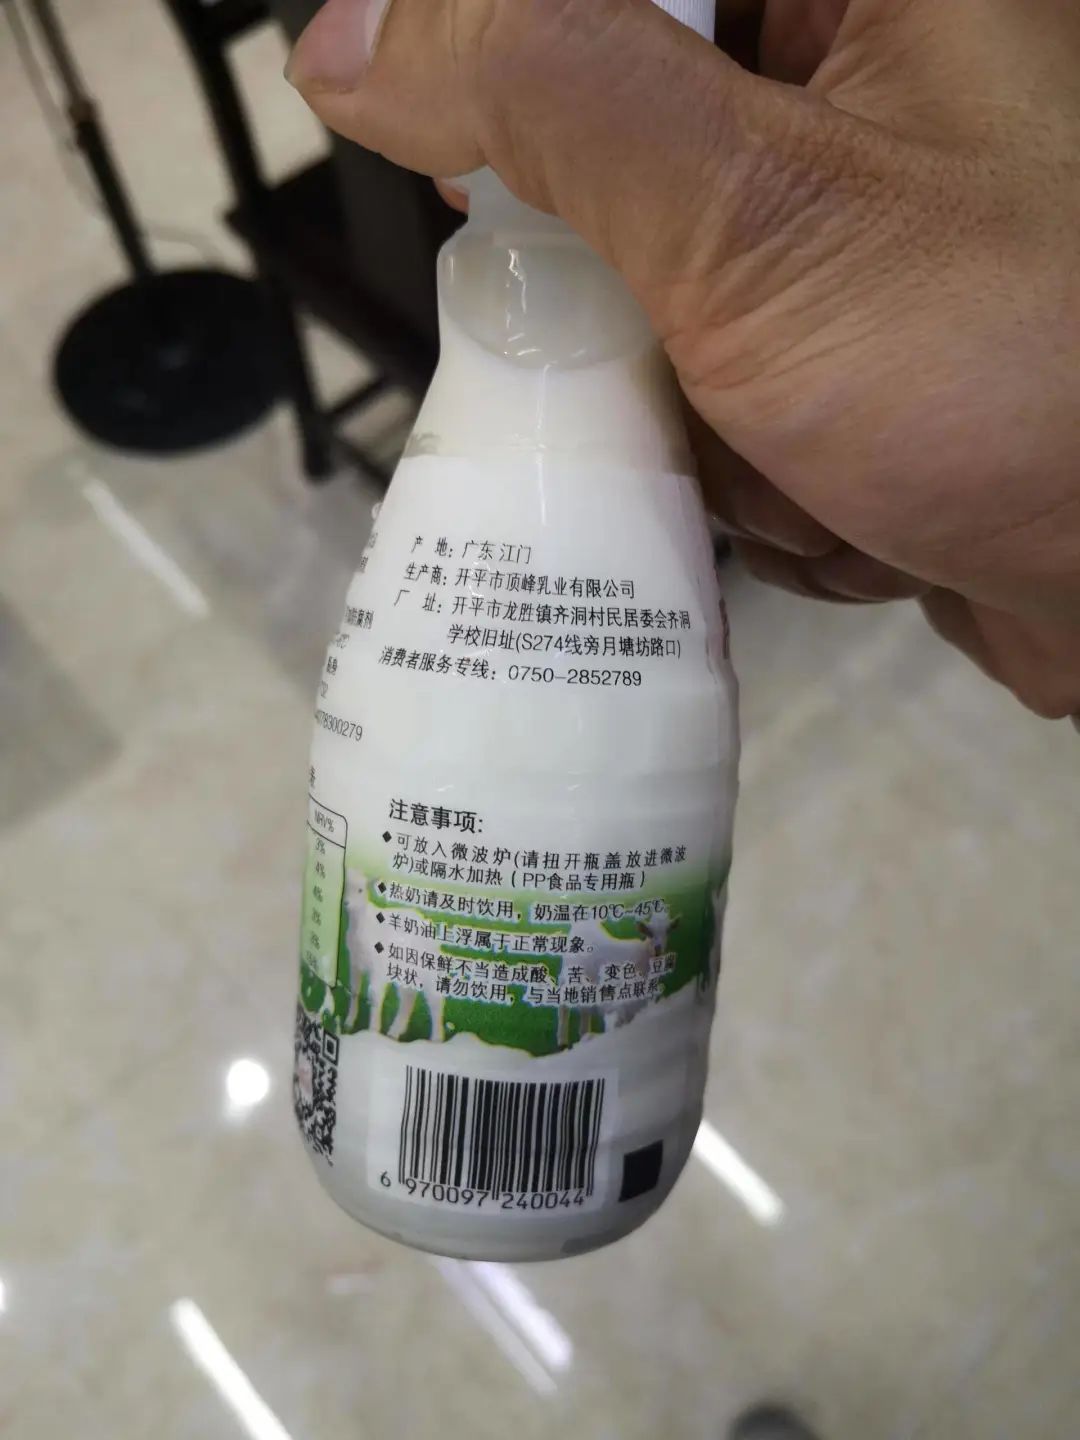 产 地：广东 江门
生产商：开平市顶峰乳业有限公司
厂 址：开平市龙胜镇齐洞村民居委会齐洞
学校旧址(S274线旁月塘坊路口)
消费者服务专线：0750-2852789
腐剂
078300279
NRV%
3%
4%
注意事项:
◆可放入微波炉(请扭开瓶盖放进微波
炉)或隔水加热（PP食品专用瓶）
◆热奶请及时饮用，奶温在10℃~45℃。
◆羊奶油上浮属于正常现象。
◆如因保鲜不当造成酸、苦、变色、豆腐
块状，请勿饮用，与当地销售点联系。
6 970097 240044